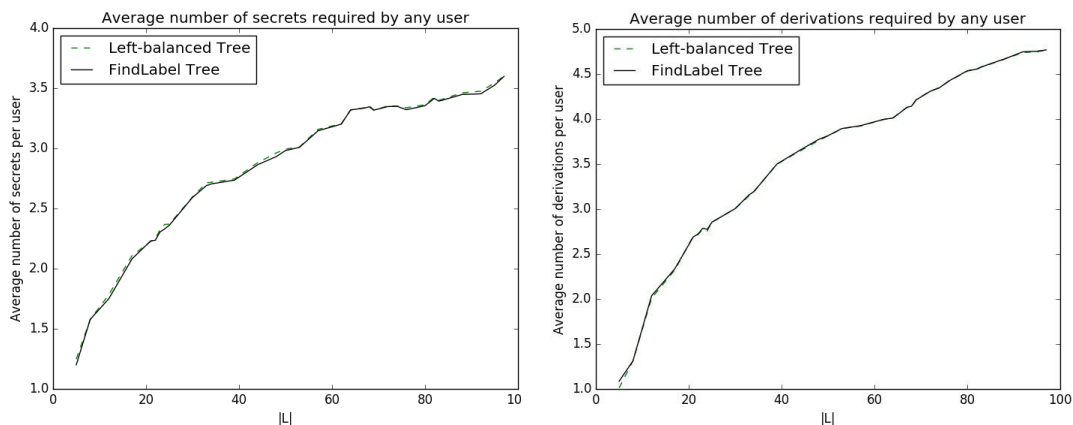 Average number of secrets required by any user
Left-balanced Tree
FindLabel Tree
Average number of secrets per user
4.0
3.5
3.0
2.5
2.0
1.5
1.0
0
20
40
60
80
10
|L|
Average number of derivations required by any user
Left-balanced Tree
FindLabel Tree
Average number of derivations per user
5.0
4.5
4.0
3.5
3.0
2.5
2.0
1.5
1.0
0
20
40
60
80
100
|L|